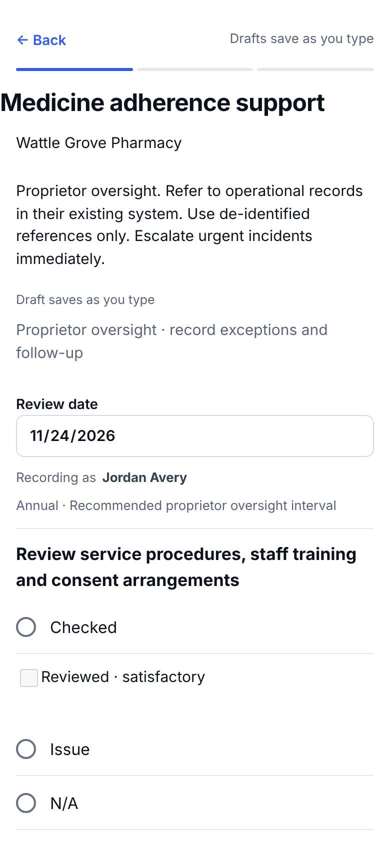 ← Back
Drafts save as you type
Medicine adherence support
Wattle Grove Pharmacy
Proprietor oversight. Refer to operational records
in their existing system. Use de-identified
references only. Escalate urgent incidents
immediately.
Draft saves as you type
Proprietor oversight · record exceptions and
follow-up
Review date
11/24/2026
Recording as Jordan Avery
Annual · Recommended proprietor oversight interval
Review service procedures, staff training
and consent arrangements
Checked
Reviewed · satisfactory
Issue
N/A